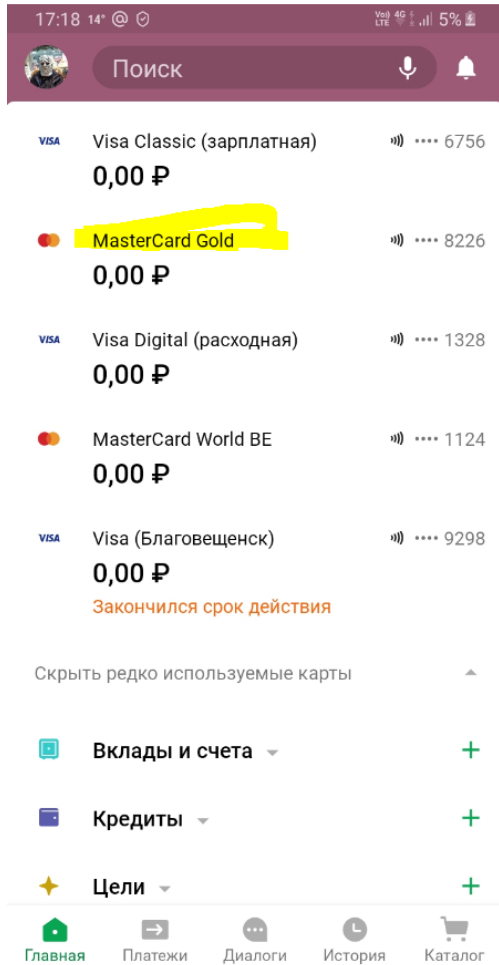 17:18 14° @ Vo)) LTE 4G 5%
Поиск
VISA Visa Classic (зарплатная) •••• 6756
0,00 ₽
MasterCard Gold •••• 8226
0,00 ₽
VISA Visa Digital (расходная) •••• 1328
0,00 ₽
MasterCard World BE •••• 1124
0,00 ₽
VISA Visa (Благовещенск) •••• 9298
0,00 ₽
Закончился срок действия
Скрыть редко используемые карты
Вклады и счета
Кредиты
Цели
Главная Платежи Диалоги История Каталог